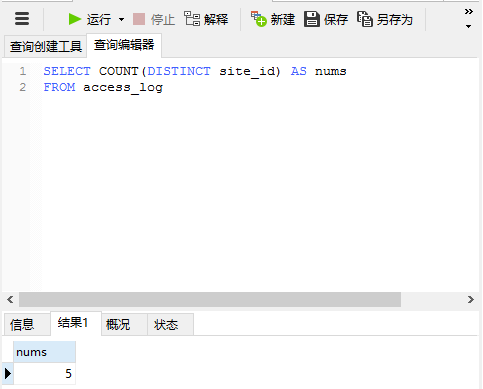 运行 停止 解释 新建 保存 另存为
查询创建工具 查询编辑器
1 SELECT COUNT(DISTINCT site_id) AS nums
2 FROM access_log
信息 结果1 概况 状态
nums
5